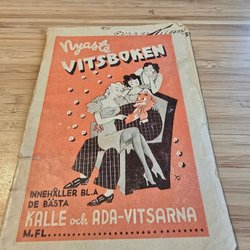 Nyaste
VITSBOKEN
INNEHÅLLER BL.A
DE BÄSTA
KALLE och ADA-VITSARNA
M.FL.